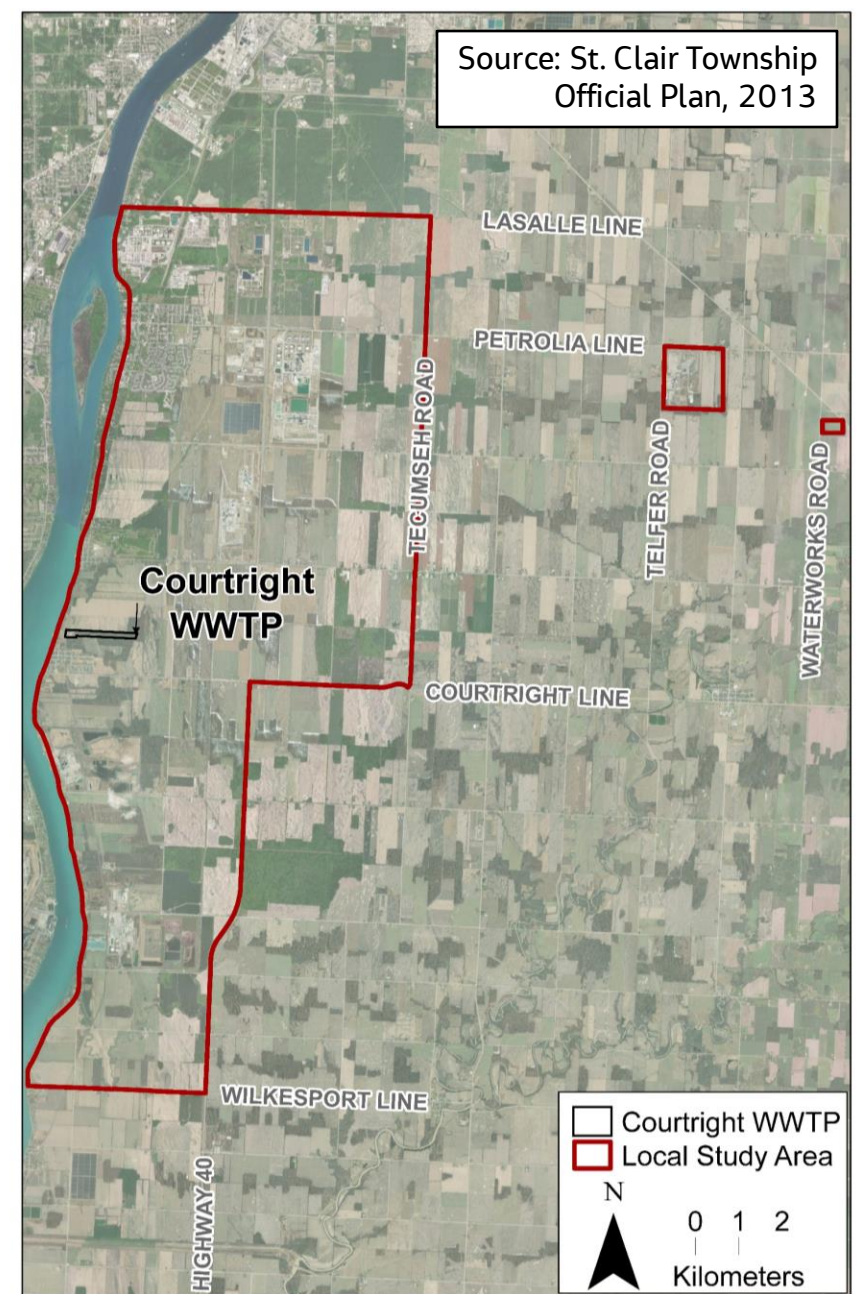 Source: St. Clair Township
Official Plan, 2013
LASALLE LINE
PETROLIA LINE
TECUMSEH ROAD
TELFER ROAD
WATERWORKS ROAD
Courtright
WWTP
COURTRIGHT LINE
WILKESPORT LINE
HIGHWAY 40
Courtright WWTP
Local Study Area
N
0 1 2
Kilometers